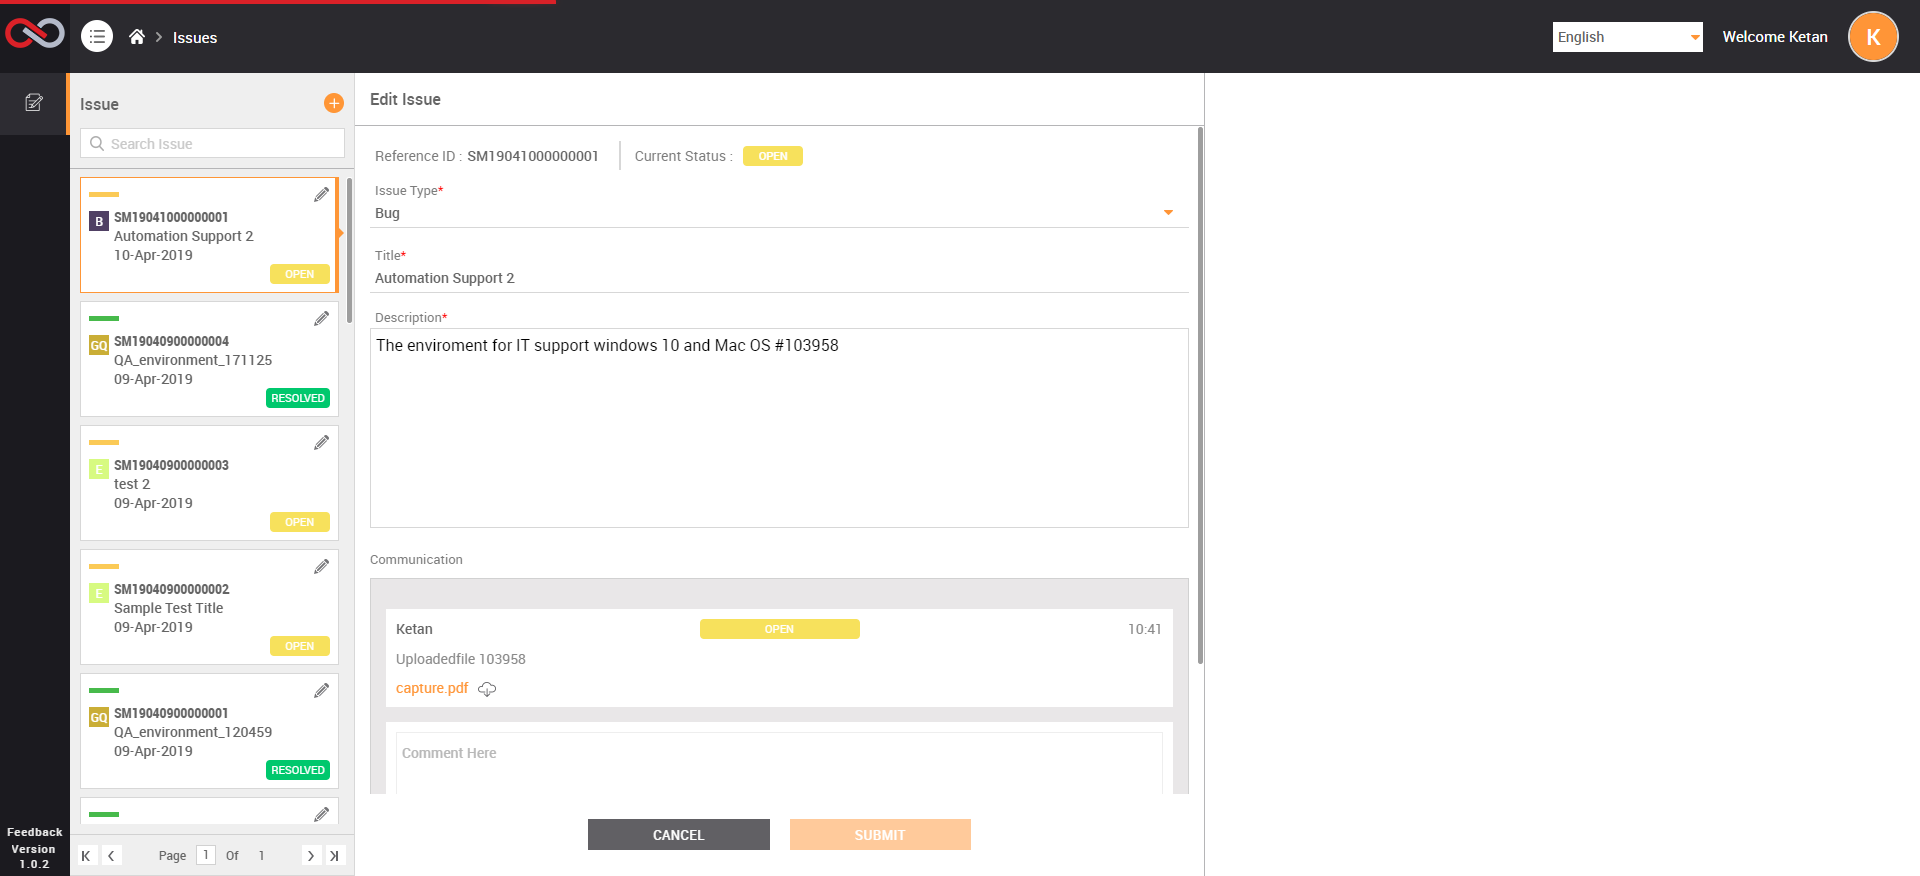 Issues
English
Welcome Ketan
K
Issue
Search Issue
B
SM19041000000001
Automation Support 2
10-Apr-2019
OPEN
GQ
SM19040900000004
QA_environment_171125
09-Apr-2019
RESOLVED
E
SM19040900000003
test 2
09-Apr-2019
OPEN
E
SM19040900000002
Sample Test Title
09-Apr-2019
OPEN
GQ
SM19040900000001
QA_environment_120459
09-Apr-2019
RESOLVED
Page 1 Of 1
Feedback
Version
1.0.2
Edit Issue
Reference ID : SM19041000000001
Current Status : OPEN
Issue Type*
Bug
Title*
Automation Support 2
Description*
The enviroment for IT support windows 10 and Mac OS #103958
Communication
Ketan OPEN 10:41
Uploadedfile 103958
capture.pdf
Comment Here
CANCEL SUBMIT